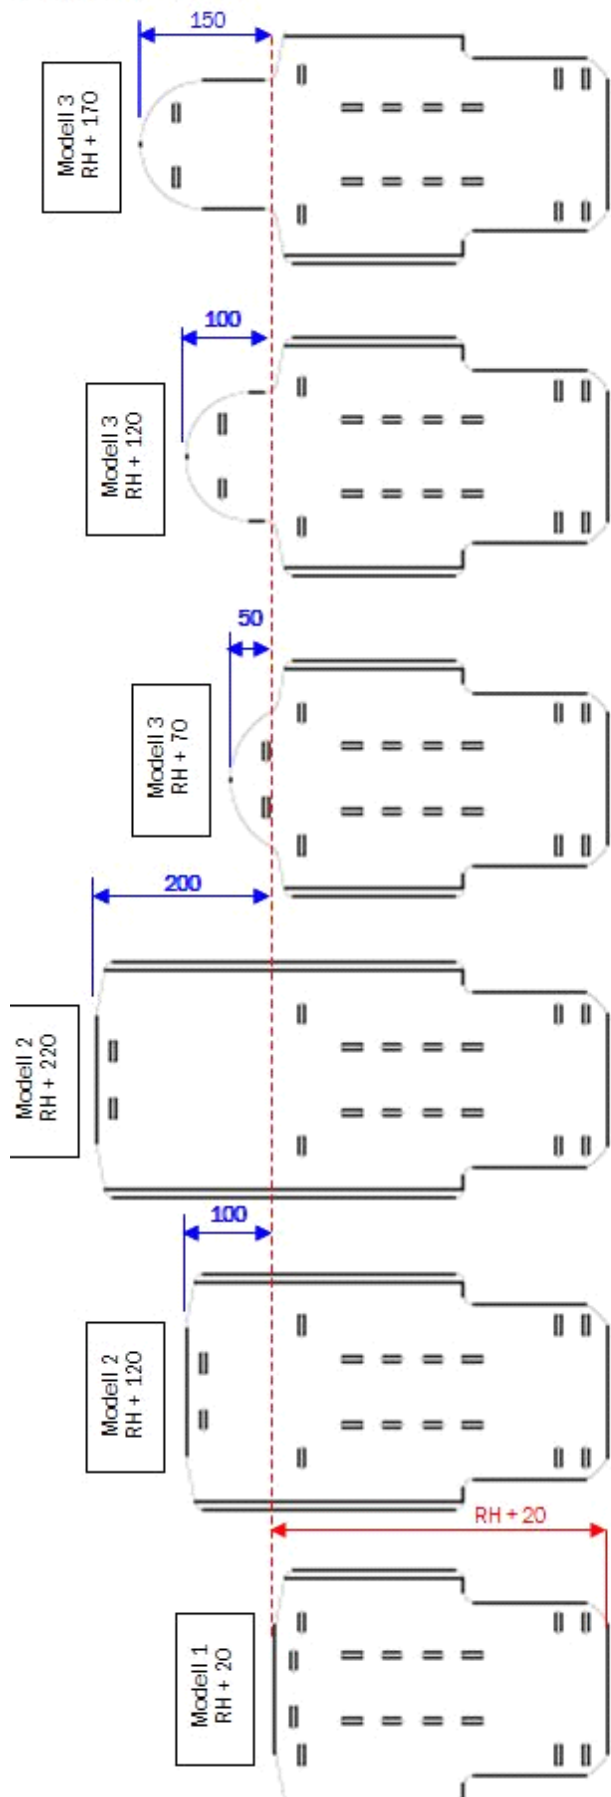 150
Modell 3
RH + 170
100
Modell 3
RH + 120
50
Modell 3
RH + 70
200
Modell 2
RH + 220
100
Modell 2
RH + 120
RH + 20
Modell 1
RH + 20